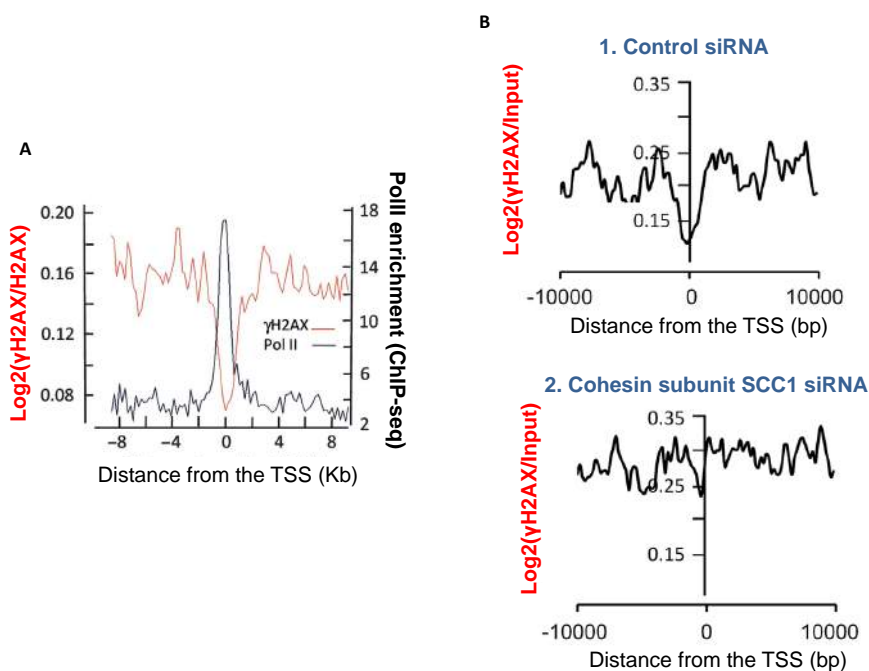 A
Log2(γH2AX/H2AX)
0.20
0.16
0.12
0.08
γH2AX
Pol II
18
14
10
6
2
PolII enrichment (ChIP-seq)
-8
-4
0
4
8
Distance from the TSS (Kb)
B
1. Control siRNA
Log2(γH2AX/Input)
0.35
0.25
0.15
-10000
0
10000
Distance from the TSS (bp)
2. Cohesin subunit SCC1 siRNA
Log2(γH2AX/Input)
0.35
0.25
0.15
-10000
0
10000
Distance from the TSS (bp)